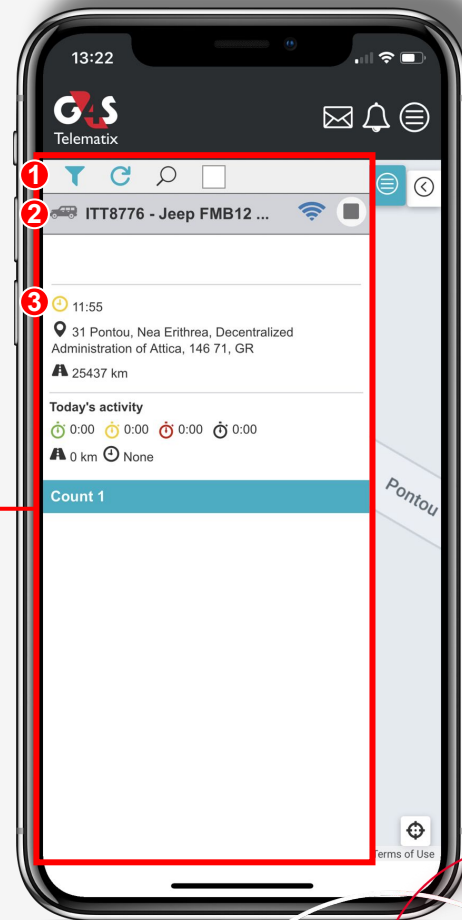 13:22
G4S
Telematix
1
2
ITT8776 - Jeep FMB12 ...
3
11:55
31 Pontou, Nea Erithrea, Decentralized
Administration of Attica, 146 71, GR
25437 km
Today's activity
0:00 0:00 0:00 0:00
0 km None
Count 1
Pontou
Terms of Use